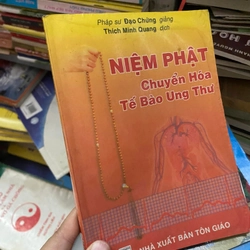 Pháp sư Đạo Chứng giảng
Thích Minh Quang dịch
NIỆM PHẬT
Chuyển Hóa
Tế Bào Ung Thư
NHÀ XUẤT BẢN TÔN GIÁO